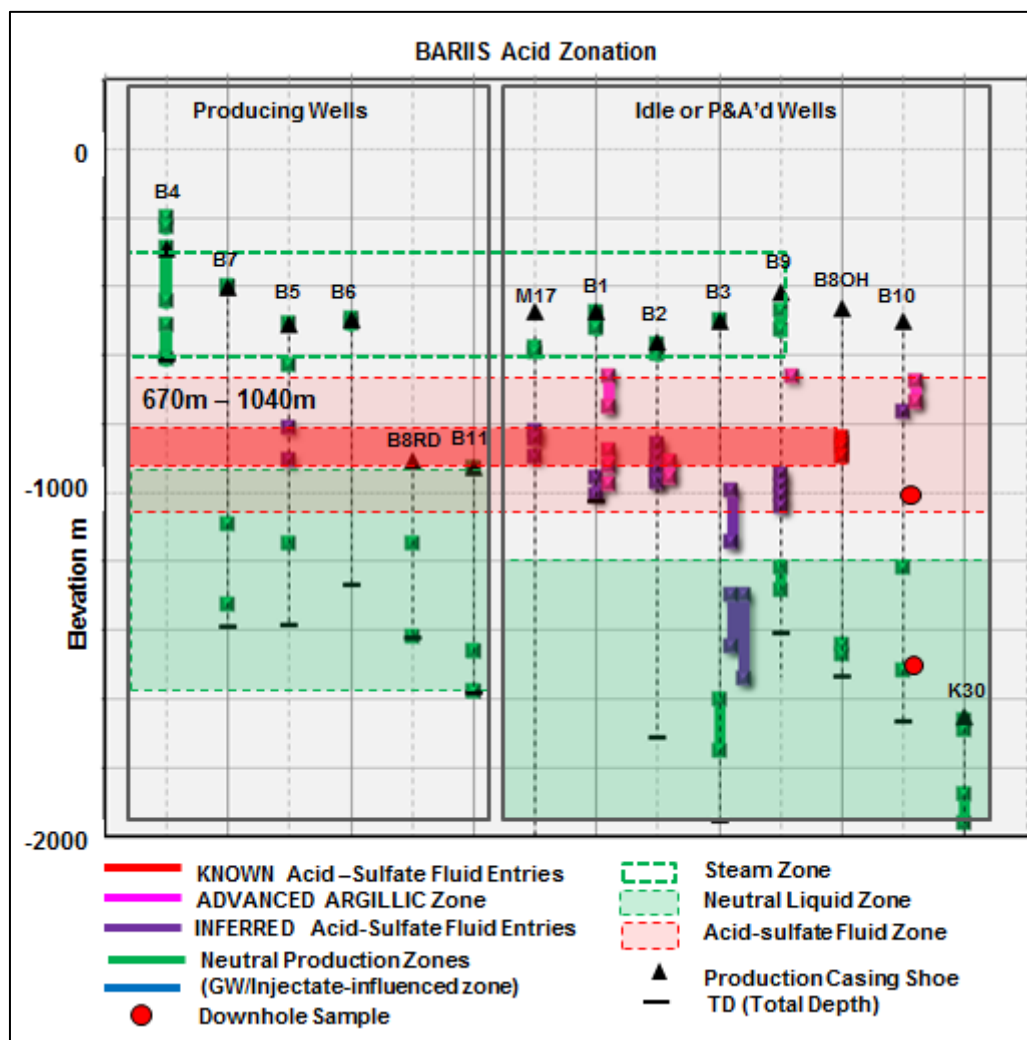 BARIIS Acid Zonation
Producing Wells
Idle or P&A'd Wells
0
B4
B7
B5
B6
M17
B1
B2
B3
B9
B8OH
B10
670m – 1040m
B8RD
B11
-1000
Elevation m
K30
-2000
KNOWN Acid –Sulfate Fluid Entries
ADVANCED ARGILLIC Zone
INFERRED Acid-Sulfate Fluid Entries
Neutral Production Zones
(GW/Injectate-influenced zone)
Downhole Sample
Steam Zone
Neutral Liquid Zone
Acid-sulfate Fluid Zone
Production Casing Shoe
TD (Total Depth)